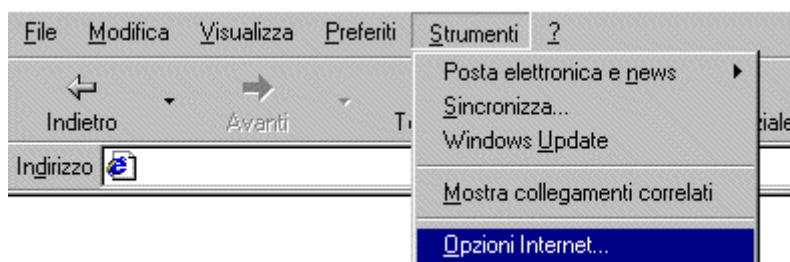 File Modifica Visualizza Preferiti Strumenti ?
Posta elettronica e news
Indietro Avanti
Sincronizza...
Windows Update
Indirizzo
Mostra collegamenti correlati
Opzioni Internet...